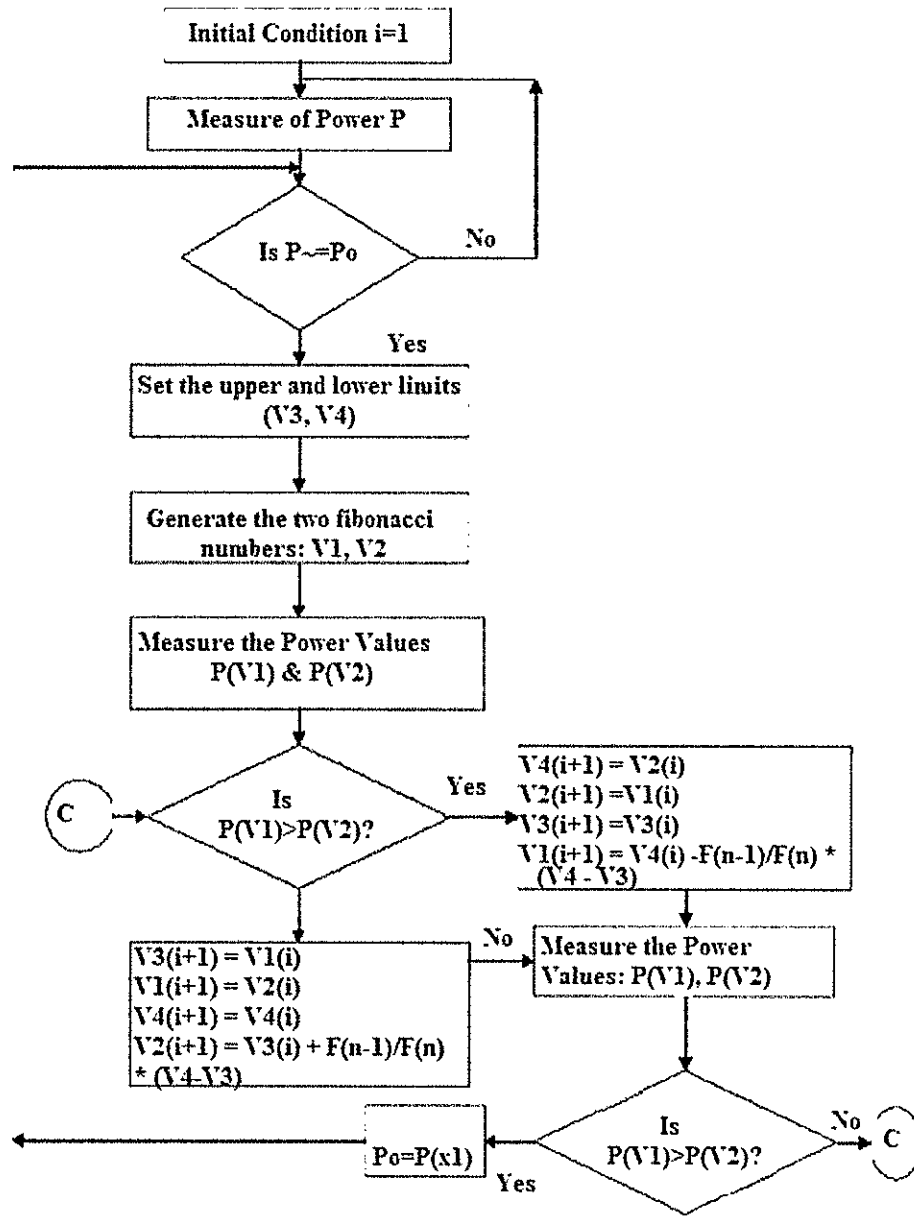 Initial Condition i=1
Measure of Power P
Is P~=Po
No
Yes
Set the upper and lower limits
(V3, V4)
Generate the two fibonacci
numbers: V1, V2
Measure the Power Values
P(V1) & P(V2)
C
Is
P(V1)>P(V2)?
Yes
V4(i+1) = V2(i)
V2(i+1) =V1(i)
V3(i+1) =V3(i)
V1(i+1) = V4(i) -F(n-1)/F(n) *
(V4 - V3)
V3(i+1) = V1(i)
V1(i+1) = V2(i)
V4(i+1) = V4(i)
V2(i+1) = V3(i) + F(n-1)/F(n)
* (V4-V3)
No
Measure the Power
Values: P(V1), P(V2)
Is
P(V1)>P(V2)?
No
C
Yes
Po=P(x1)